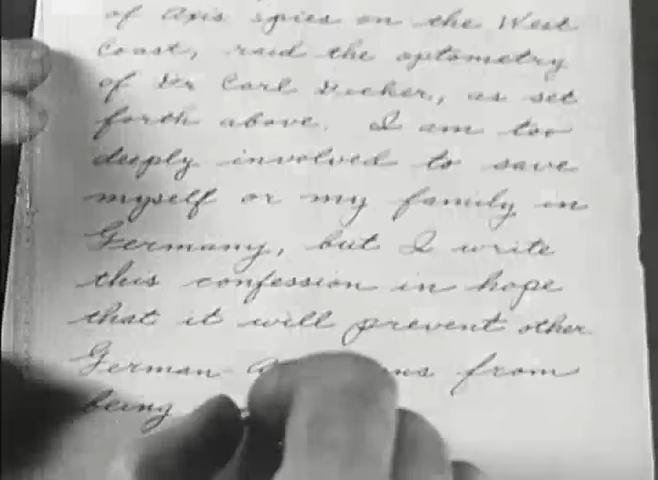 of Axis spies on the West
Coast, raid the optometry
of Dr Carl Decker, as set
forth above. I am too
deeply involved to save
myself or my family in
Germany, but I write
this confession in hope
that it will prevent other
German from
being